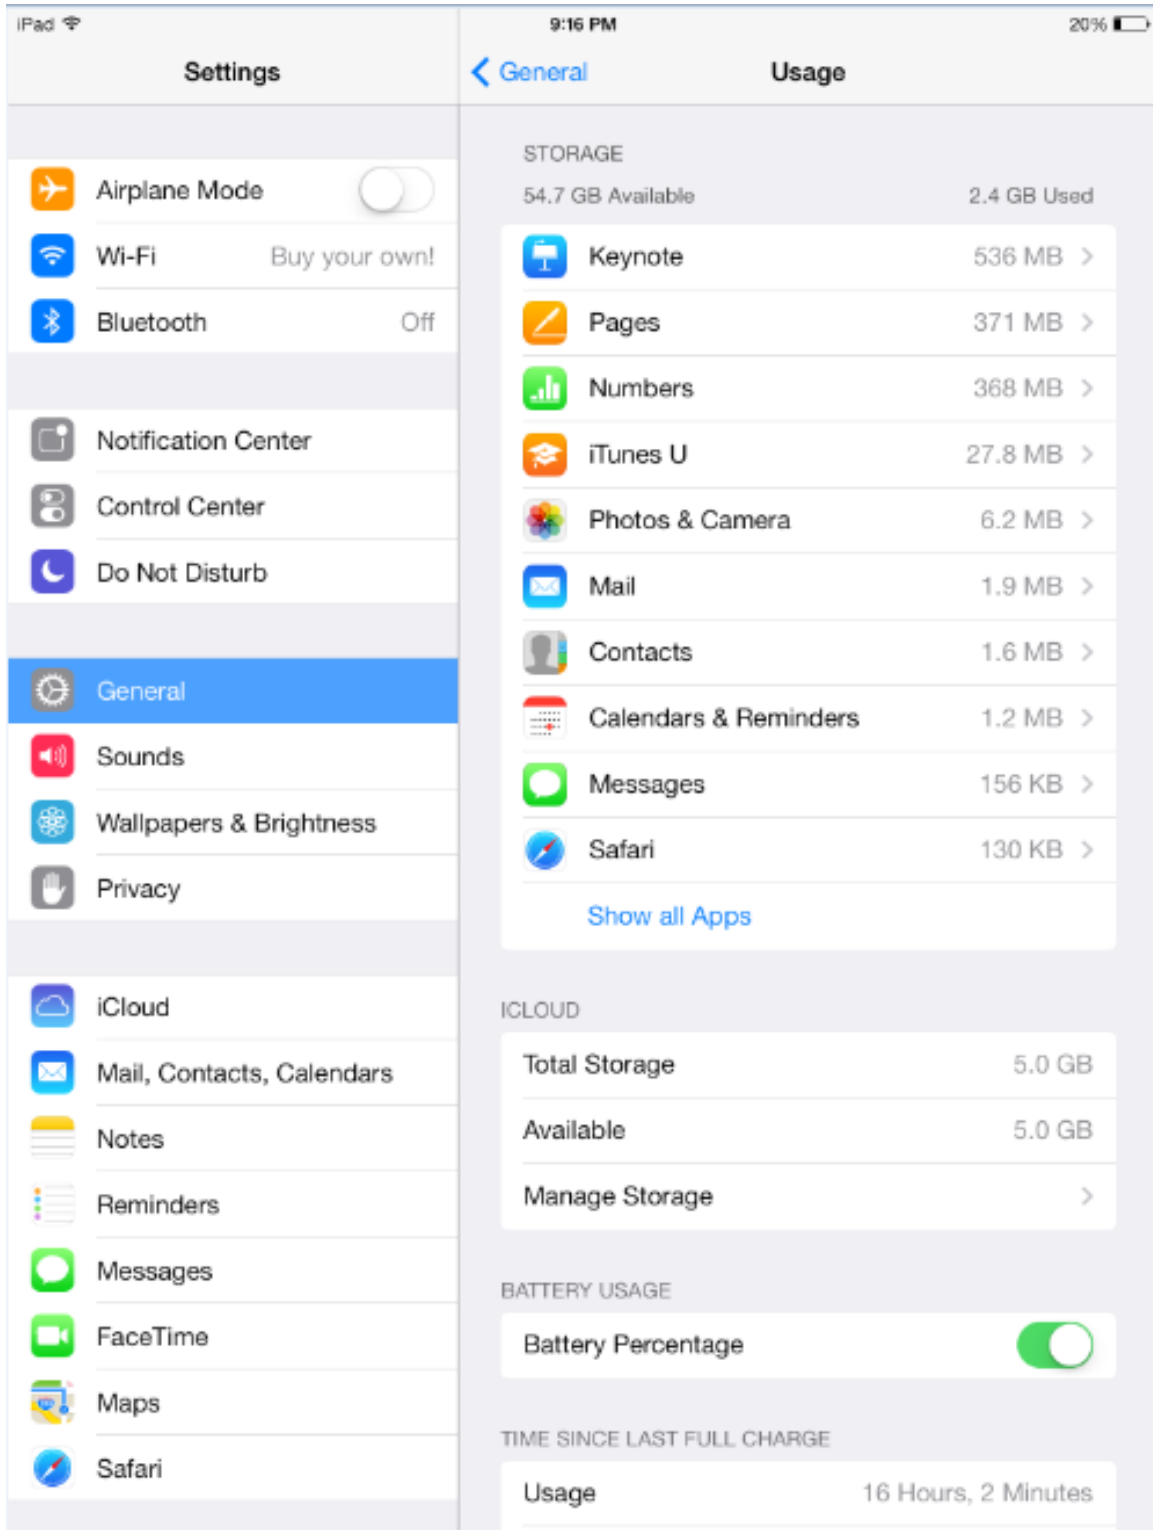 iPad 9:16 PM 20%
Settings
Airplane Mode
Wi-Fi Buy your own!
Bluetooth Off
Notification Center
Control Center
Do Not Disturb
General
Sounds
Wallpapers & Brightness
Privacy
iCloud
Mail, Contacts, Calendars
Notes
Reminders
Messages
FaceTime
Maps
Safari
General Usage
STORAGE
54.7 GB Available 2.4 GB Used
Keynote 536 MB
Pages 371 MB
Numbers 368 MB
iTunes U 27.8 MB
Photos & Camera 6.2 MB
Mail 1.9 MB
Contacts 1.6 MB
Calendars & Reminders 1.2 MB
Messages 156 KB
Safari 130 KB
Show all Apps
ICLOUD
Total Storage 5.0 GB
Available 5.0 GB
Manage Storage
BATTERY USAGE
Battery Percentage
TIME SINCE LAST FULL CHARGE
Usage 16 Hours, 2 Minutes